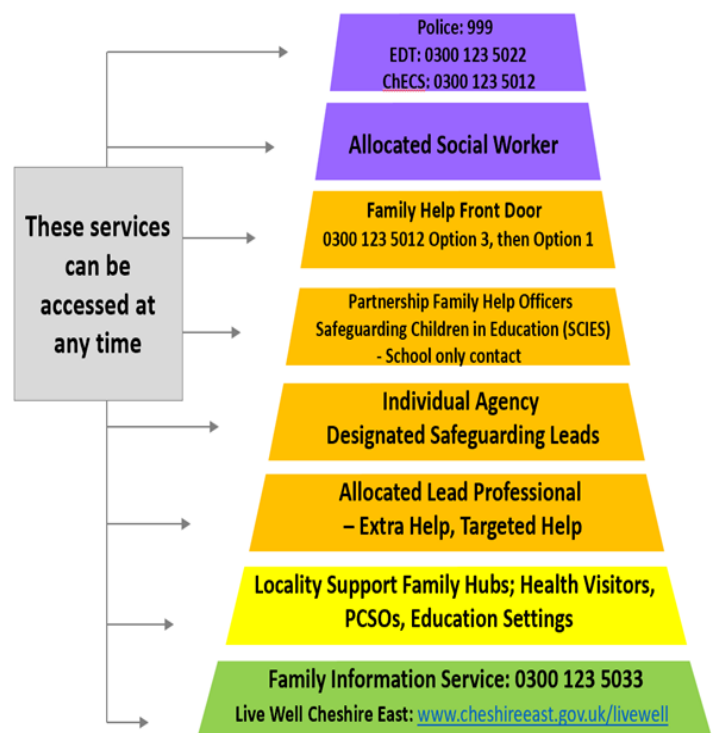 Police: 999
EDT: 0300 123 5022
ChECS: 0300 123 5012
Allocated Social Worker
These services
can be
accessed at
any time
Family Help Front Door
0300 123 5012 Option 3, then Option 1
Partnership Family Help Officers
Safeguarding Children in Education (SCIES)
- School only contact
Individual Agency
Designated Safeguarding Leads
Allocated Lead Professional
– Extra Help, Targeted Help
Locality Support Family Hubs; Health Visitors,
PCSOs, Education Settings
Family Information Service: 0300 123 5033
Live Well Cheshire East: www.cheshireeast.gov.uk/livewell